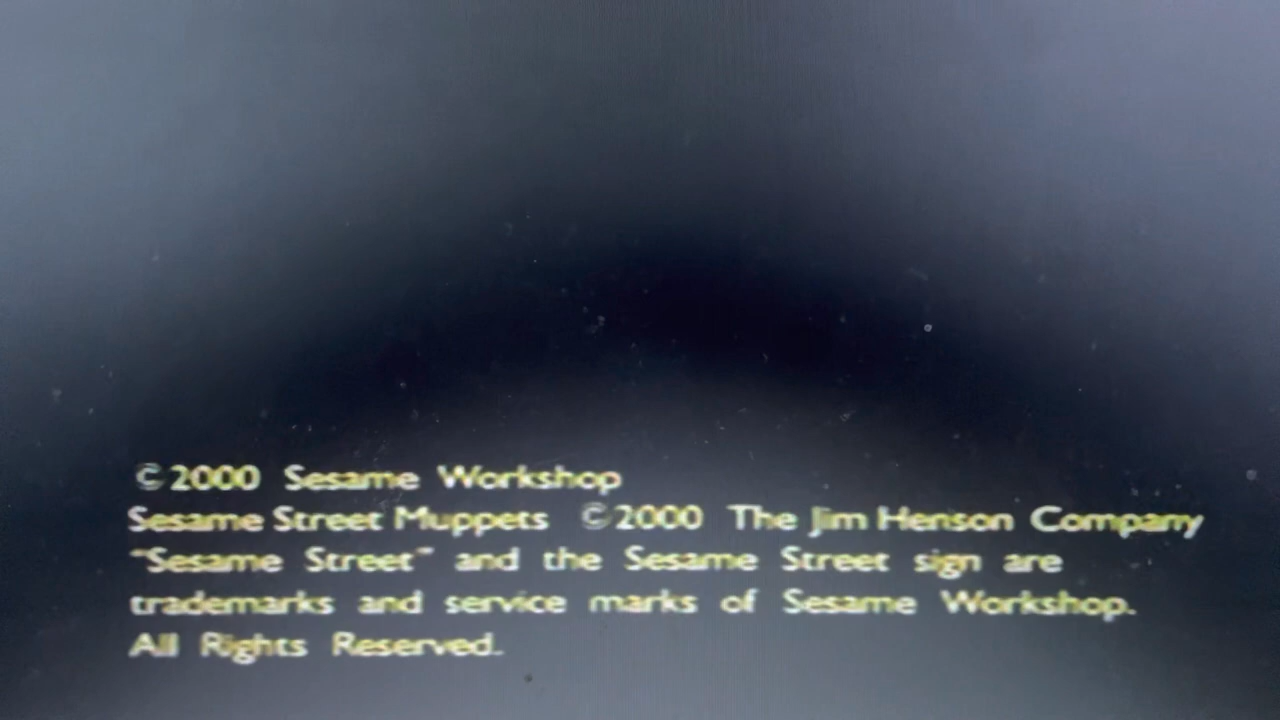 ©2000 Sesame Workshop
Sesame Street Muppets ©2000 The Jim Henson Company
"Sesame Street" and the Sesame Street sign are
trademarks and service marks of Sesame Workshop.
All Rights Reserved.